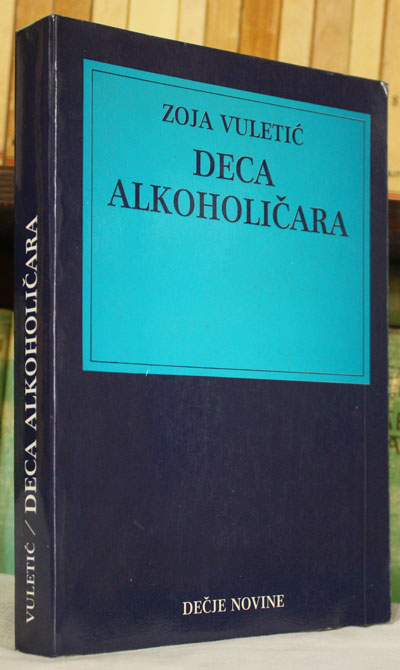 ZOJA VULETIĆ
DECA
ALKOHOLIČARA
DEČJE NOVINE
VULETIĆ / DECA ALKOHOLIČARA